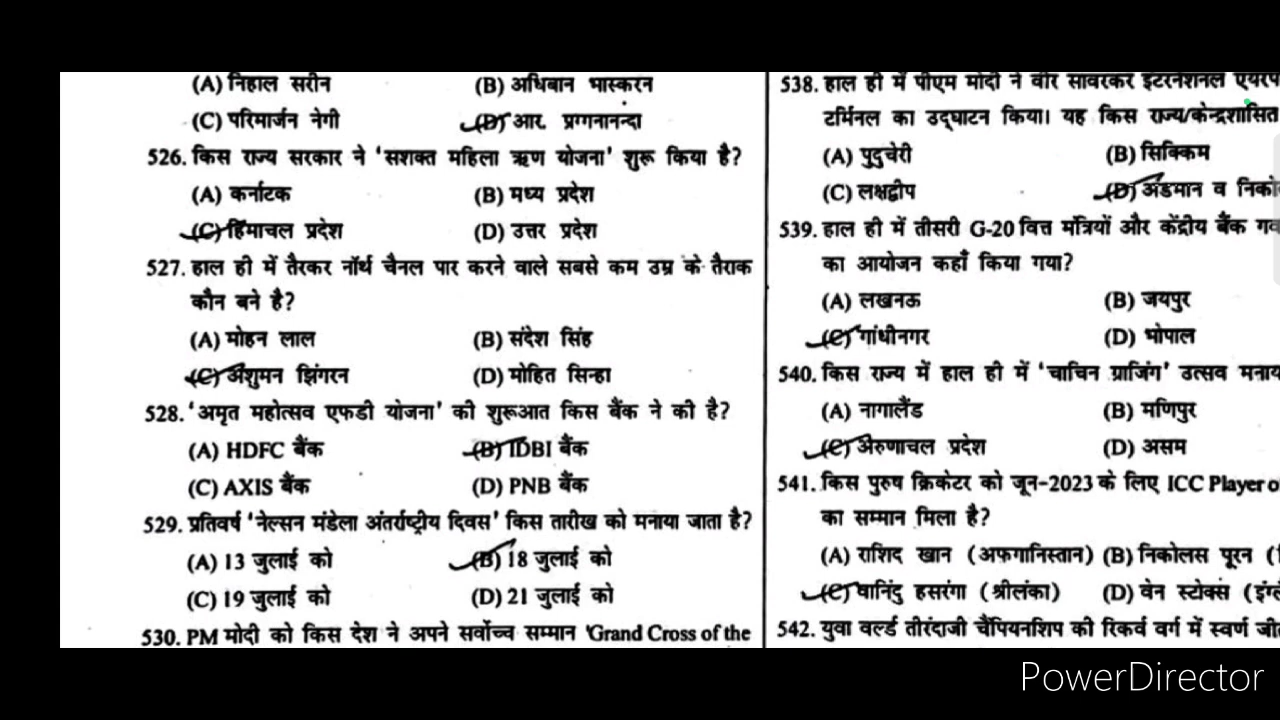 (A) निहाल सरीन (B) अधिबान भास्करन
(C) परिमार्जन नेगी (D) आर. प्रग्गनानन्दा
526. किस राज्य सरकार ने 'सशक्त महिला ऋण योजना' शुरू किया है?
(A) कर्नाटक (B) मध्य प्रदेश
(C) हिमाचल प्रदेश (D) उत्तर प्रदेश
527. हाल ही में तैरकर नॉर्थ चैनल पार करने वाले सबसे कम उम्र के तैराक
कौन बने है?
(A) मोहन लाल (B) संदेश सिंह
(C) अंशुमन झिंगरन (D) मोहित सिन्हा
528. 'अमृत महोत्सव एफडी योजना' की शुरूआत किस बैंक ने की है?
(A) HDFC बैंक (B) IDBI बैंक
(C) AXIS बैंक (D) PNB बैंक
529. प्रतिवर्ष 'नेल्सन मंडेला अंतर्राष्ट्रीय दिवस' किस तारीख को मनाया जाता है?
(A) 13 जुलाई को (B) 18 जुलाई को
(C) 19 जुलाई को (D) 21 जुलाई को
530. PM मोदी को किस देश ने अपने सर्वोच्च सम्मान 'Grand Cross of the
538. हाल ही में पीएम मोदी ने वीर सावरकर इंटरनेशनल
टर्मिनल का उद्घाटन किया। यह किस राज्य/केन्द्रशासित
(A) पुदुचेरी (B) सिक्किम
(C) लक्षद्वीप (D) अंडमान व
539. हाल ही में तीसरी G-20 वित्त मंत्रियों और केंद्रीय बैंक
का आयोजन कहाँ किया गया?
(A) लखनऊ (B) जयपुर
(C) गांधीनगर (D) भोपाल
540. किस राज्य में हाल ही में 'चाचिन ग्राजिंग' उत्सव
(A) नागालैंड (B) मणिपुर
(C) अरुणाचल प्रदेश (D) असम
541. किस पुरुष क्रिकेटर को जून-2023 के लिए ICC Player
का सम्मान मिला है?
(A) राशिद खान (अफगानिस्तान) (B) निकोलस पूरन
(C) वानिंदु हसरंगा (श्रीलंका) (D) वेन स्टोक्स
542. युवा वर्ल्ड तीरंदाजी चैंपियनशिप की रिकर्व वर्ग में स्वर्ण
PowerDirector